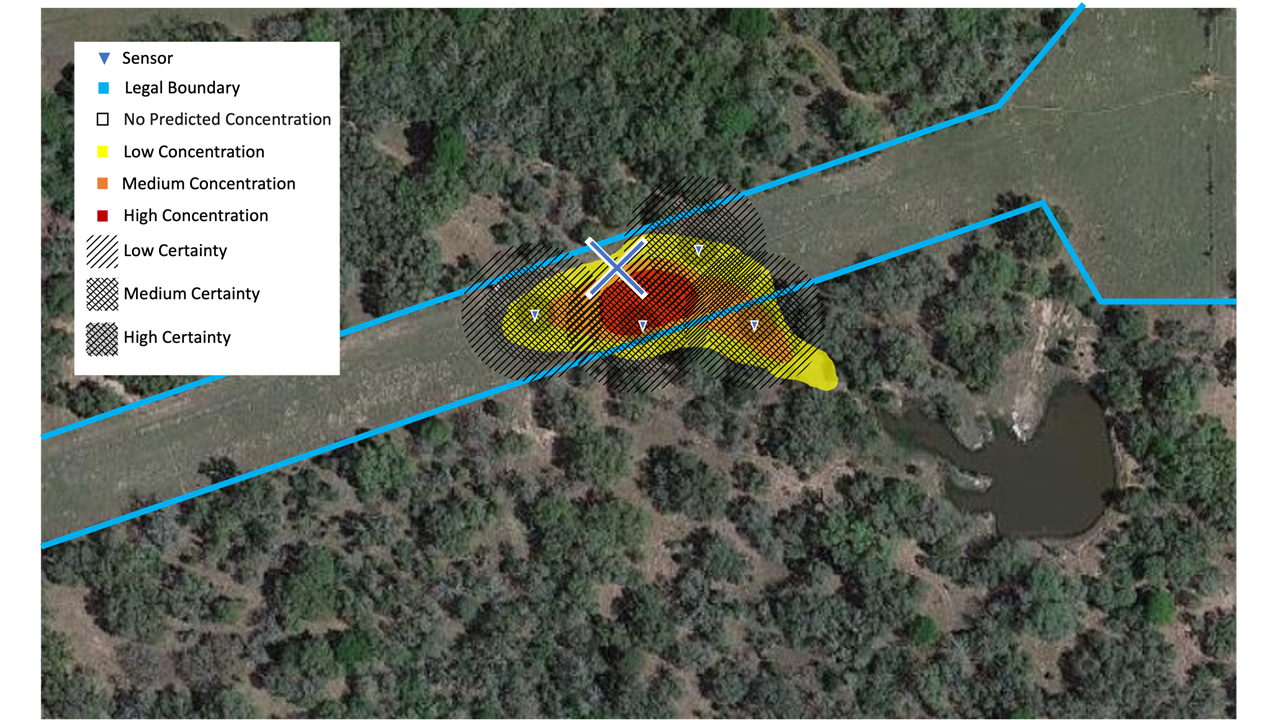 Sensor
Legal Boundary
No Predicted Concentration
Low Concentration
Medium Concentration
High Concentration
Low Certainty
Medium Certainty
High Certainty